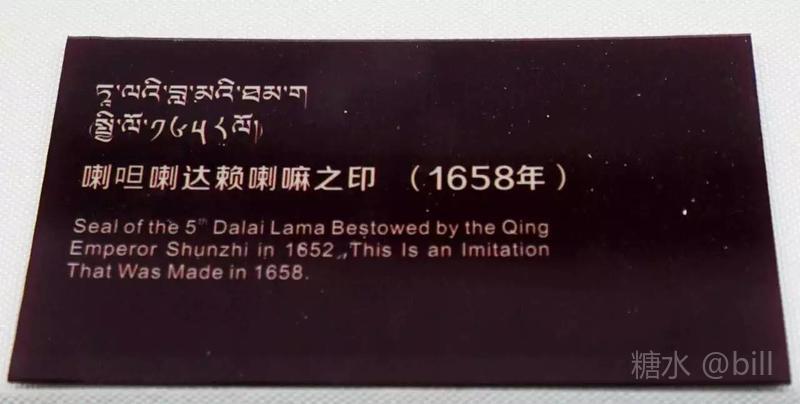 ཏཱ་ལའི་བླ་མའི་ཐམ་ག
(སྤྱི་ལོ་༡༦༥༨ལོ)
喇呾喇达赖喇嘛之印 （1658年）
Seal of the 5th Dalai Lama Bestowed by the Qing
Emperor Shunzhi in 1652 ,This Is an Imitation
That Was Made in 1658.
糖水 @bill